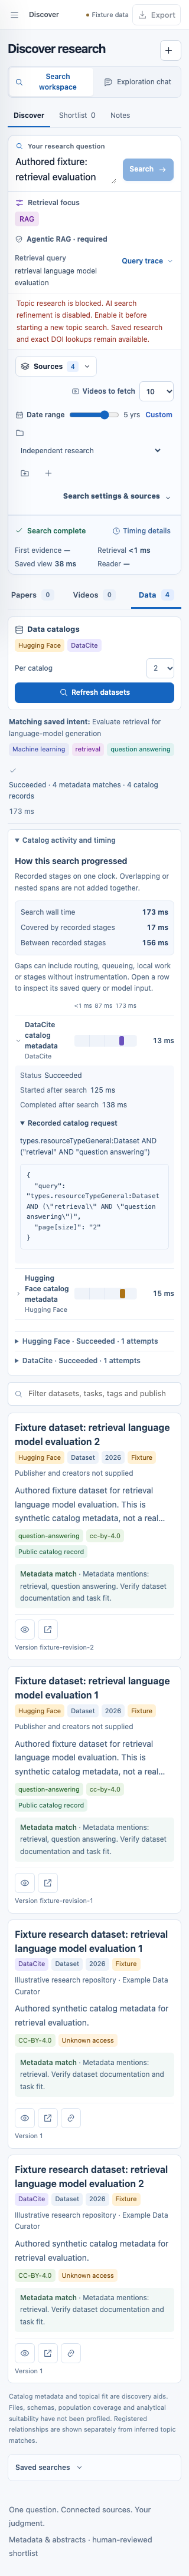 Discover
Fixture data
Export
Discover research
Search workspace
Exploration chat
Discover
Shortlist 0
Notes
Your research question
Authored fixture:
retrieval evaluation
Search
Retrieval focus
RAG
Agentic RAG · required
Retrieval query
retrieval language model
evaluation
Query trace
Topic research is blocked. AI search
refinement is disabled. Enable it before
starting a new topic search. Saved research
and exact DOI lookups remain available.
Sources 4
Videos to fetch 10
Date range 5 yrs Custom
Independent research
Search settings & sources
Search complete
Timing details
First evidence —
Retrieval <1 ms
Saved view 38 ms
Reader —
Papers 0
Videos 0
Data 4
Data catalogs
Hugging Face DataCite
Per catalog 2
Refresh datasets
Matching saved intent: Evaluate retrieval for
language-model generation
Machine learning retrieval question answering
Succeeded · 4 metadata matches · 4 catalog
records
173 ms
Catalog activity and timing
How this search progressed
Recorded stages on one clock. Overlapping or
nested spans are not added together.
Search wall time 173 ms
Covered by recorded stages 17 ms
Between recorded stages 156 ms
Gaps can include routing, queueing, local work
or stages without instrumentation. Open a row
to inspect its saved query or model input.
<1 ms 87 ms 173 ms
DataCite
catalog
metadata
DataCite
13 ms
Status Succeeded
Started after search 125 ms
Completed after search 138 ms
Recorded catalog request
types.resourceTypeGeneral:Dataset AND
("retrieval" AND "question answering")
{
"query":
"types.resourceTypeGeneral:Dataset
AND (\"retrieval\" AND \"question
answering\")",
"page[size]": "2"
}
Hugging
Face catalog
metadata
Hugging Face
15 ms
Hugging Face · Succeeded · 1 attempts
DataCite · Succeeded · 1 attempts
Filter datasets, tasks, tags and publish
Fixture dataset: retrieval language
model evaluation 2
Hugging Face Dataset 2026 Fixture
Publisher and creators not supplied
Authored fixture dataset for retrieval
language model evaluation. This is
synthetic catalog metadata, not a real...
question-answering cc-by-4.0
Public catalog record
Metadata match · Metadata mentions:
retrieval, question answering. Verify dataset
documentation and task fit.
Version fixture-revision-2
Fixture dataset: retrieval language
model evaluation 1
Hugging Face Dataset 2026 Fixture
Publisher and creators not supplied
Authored fixture dataset for retrieval
language model evaluation. This is
synthetic catalog metadata, not a real...
question-answering cc-by-4.0
Public catalog record
Metadata match · Metadata mentions:
retrieval, question answering. Verify dataset
documentation and task fit.
Version fixture-revision-1
Fixture research dataset: retrieval
language model evaluation 1
DataCite Dataset 2026 Fixture
Illustrative research repository · Example Data
Curator
Authored synthetic catalog metadata for
retrieval evaluation.
CC-BY-4.0 Unknown access
Metadata match · Metadata mentions:
retrieval. Verify dataset documentation and
task fit.
Version 1
Fixture research dataset: retrieval
language model evaluation 2
DataCite Dataset 2026 Fixture
Illustrative research repository · Example Data
Curator
Authored synthetic catalog metadata for
retrieval evaluation.
CC-BY-4.0 Unknown access
Metadata match · Metadata mentions:
retrieval. Verify dataset documentation and
task fit.
Version 1
Catalog metadata and topical fit are discovery aids.
Files, schemas, population coverage and analytical
suitability have not been profiled. Registered
relationships are shown separately from inferred topic
matches.
Saved searches
One question. Connected sources. Your
judgment.
Metadata & abstracts · human-reviewed
shortlist